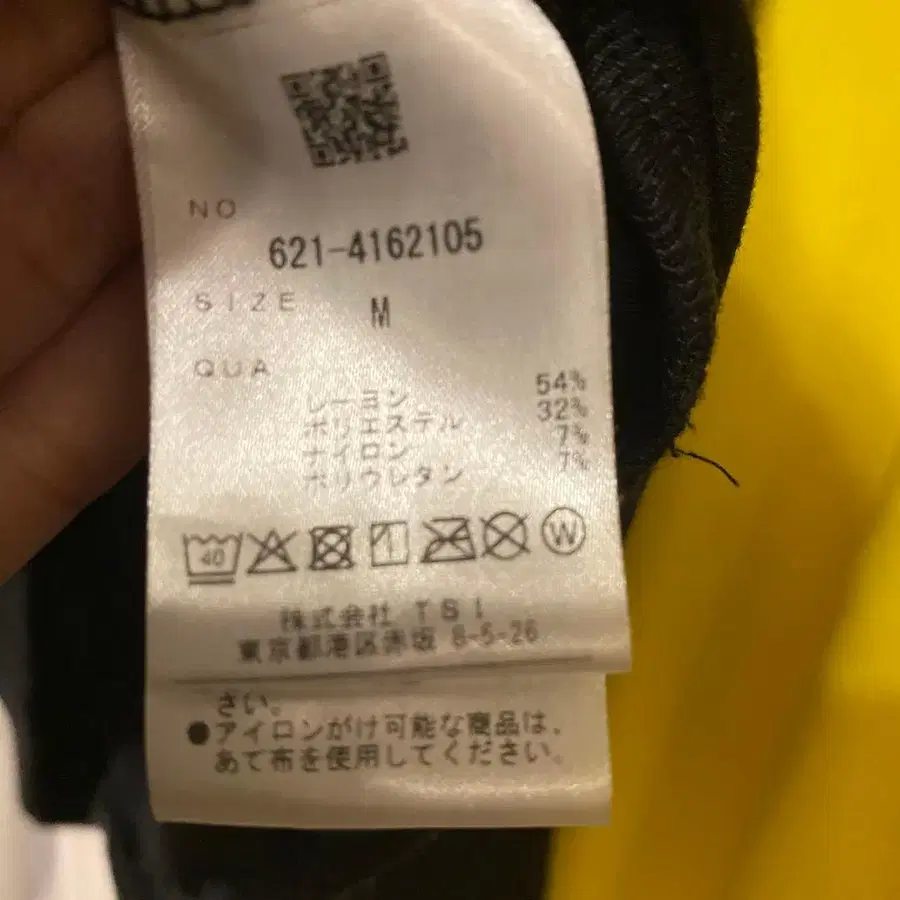 NO
621-4162105
SIZE M
QUA
レーヨン 54%
ポリエステル 32%
ナイロン 7%
ポリウレタン 7%
40 W
株式会社 TSI
東京都港区赤坂 8-5-26
さい。
●アイロンがけ可能な商品は、
あて布を使用してください。